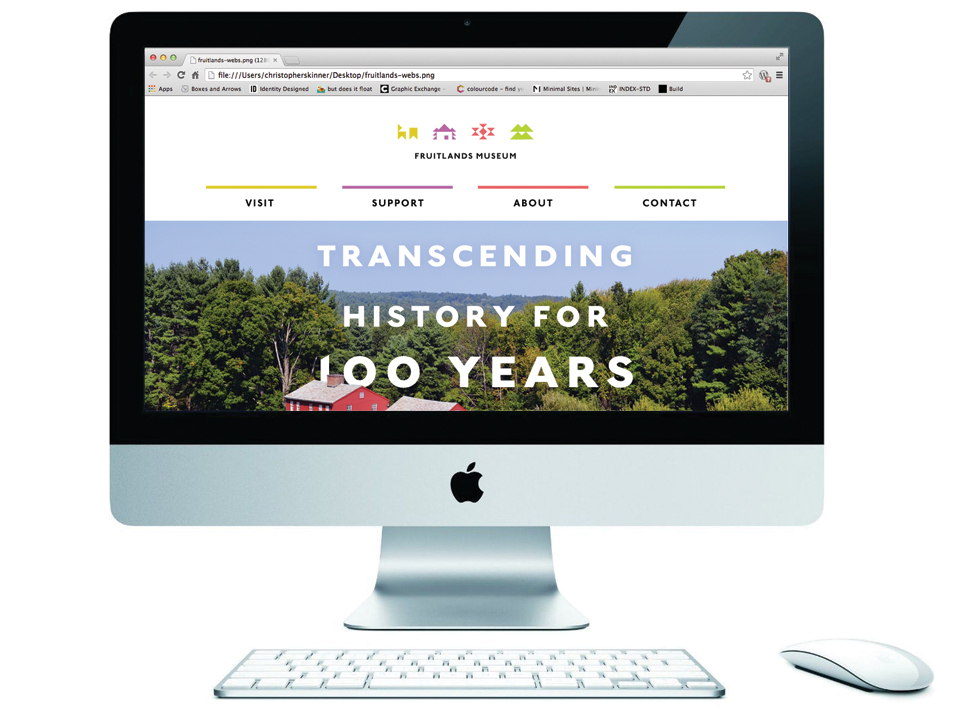 fruitlands-webs.png (128
file:///Users/christopherskinner/Desktop/fruitlands-webs.png
Apps Boxes and Arrows Identity Designed but does it float Graphic Exchange - colourcode - find yo Minimal Sites | Mini INDEX-STD Build
FRUITLANDS MUSEUM
VISIT SUPPORT ABOUT CONTACT
TRANSCENDING
HISTORY FOR
100 YEARS